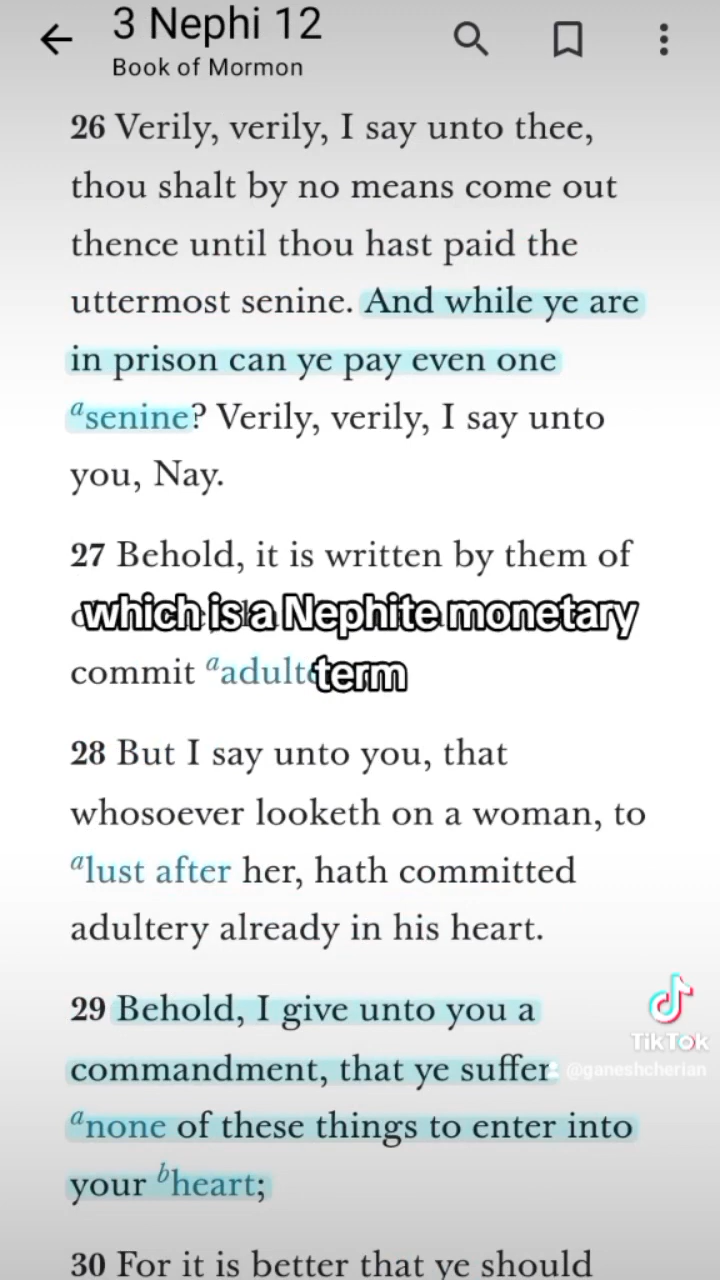 3 Nephi 12
Book of Mormon
26 Verily, verily, I say unto thee,
thou shalt by no means come out
thence until thou hast paid the
uttermost senine. And while ye are
in prison can ye pay even one
a senine? Verily, verily, I say unto
you, Nay.
27 Behold, it is written by them of
which is a Nephite monetary
commit a adult
term
28 But I say unto you, that
whosoever looketh on a woman, to
a lust after her, hath committed
adultery already in his heart.
29 Behold, I give unto you a
commandment, that ye suffer
a none of these things to enter into
your b heart;
30 For it is better that ye should
TikTok
@ganeshcherian